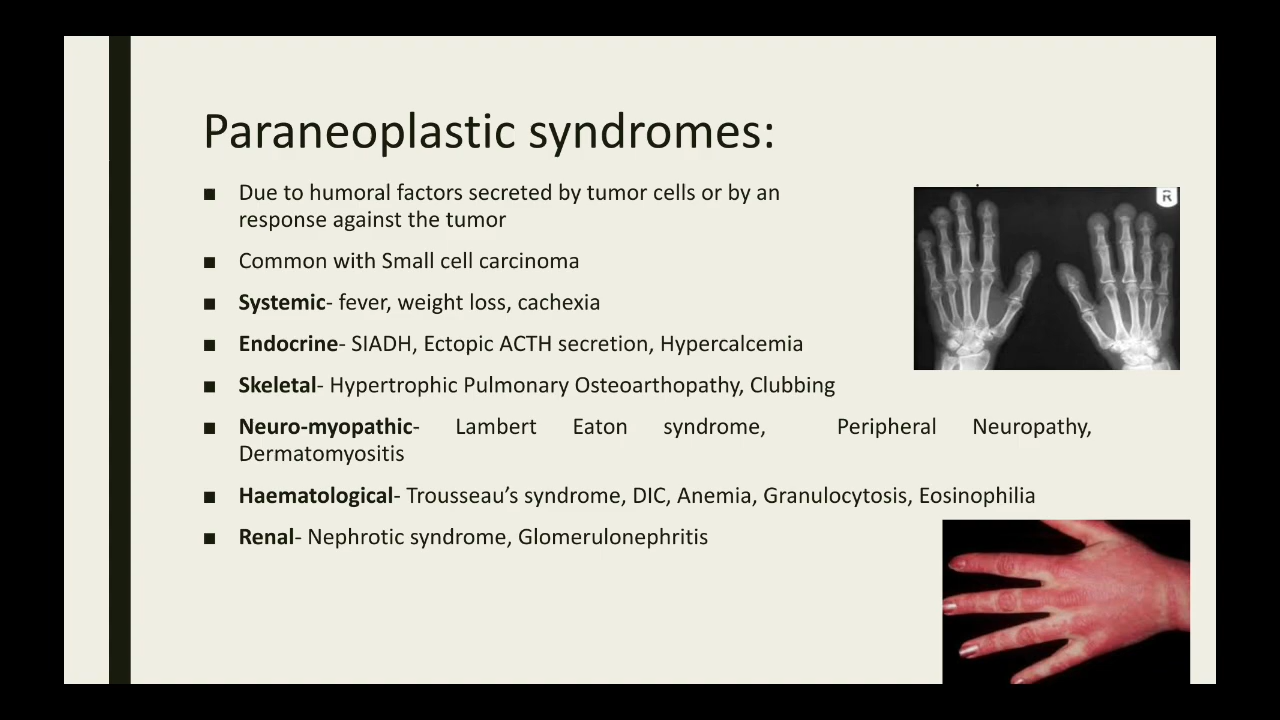 Paraneoplastic syndromes:
■ Due to humoral factors secreted by tumor cells or by an
response against the tumor
■ Common with Small cell carcinoma
■ Systemic- fever, weight loss, cachexia
■ Endocrine- SIADH, Ectopic ACTH secretion, Hypercalcemia
■ Skeletal- Hypertrophic Pulmonary Osteoarthopathy, Clubbing
■ Neuro-myopathic- Lambert Eaton syndrome, Peripheral Neuropathy,
Dermatomyositis
■ Haematological- Trousseau’s syndrome, DIC, Anemia, Granulocytosis, Eosinophilia
■ Renal- Nephrotic syndrome, Glomerulonephritis
R